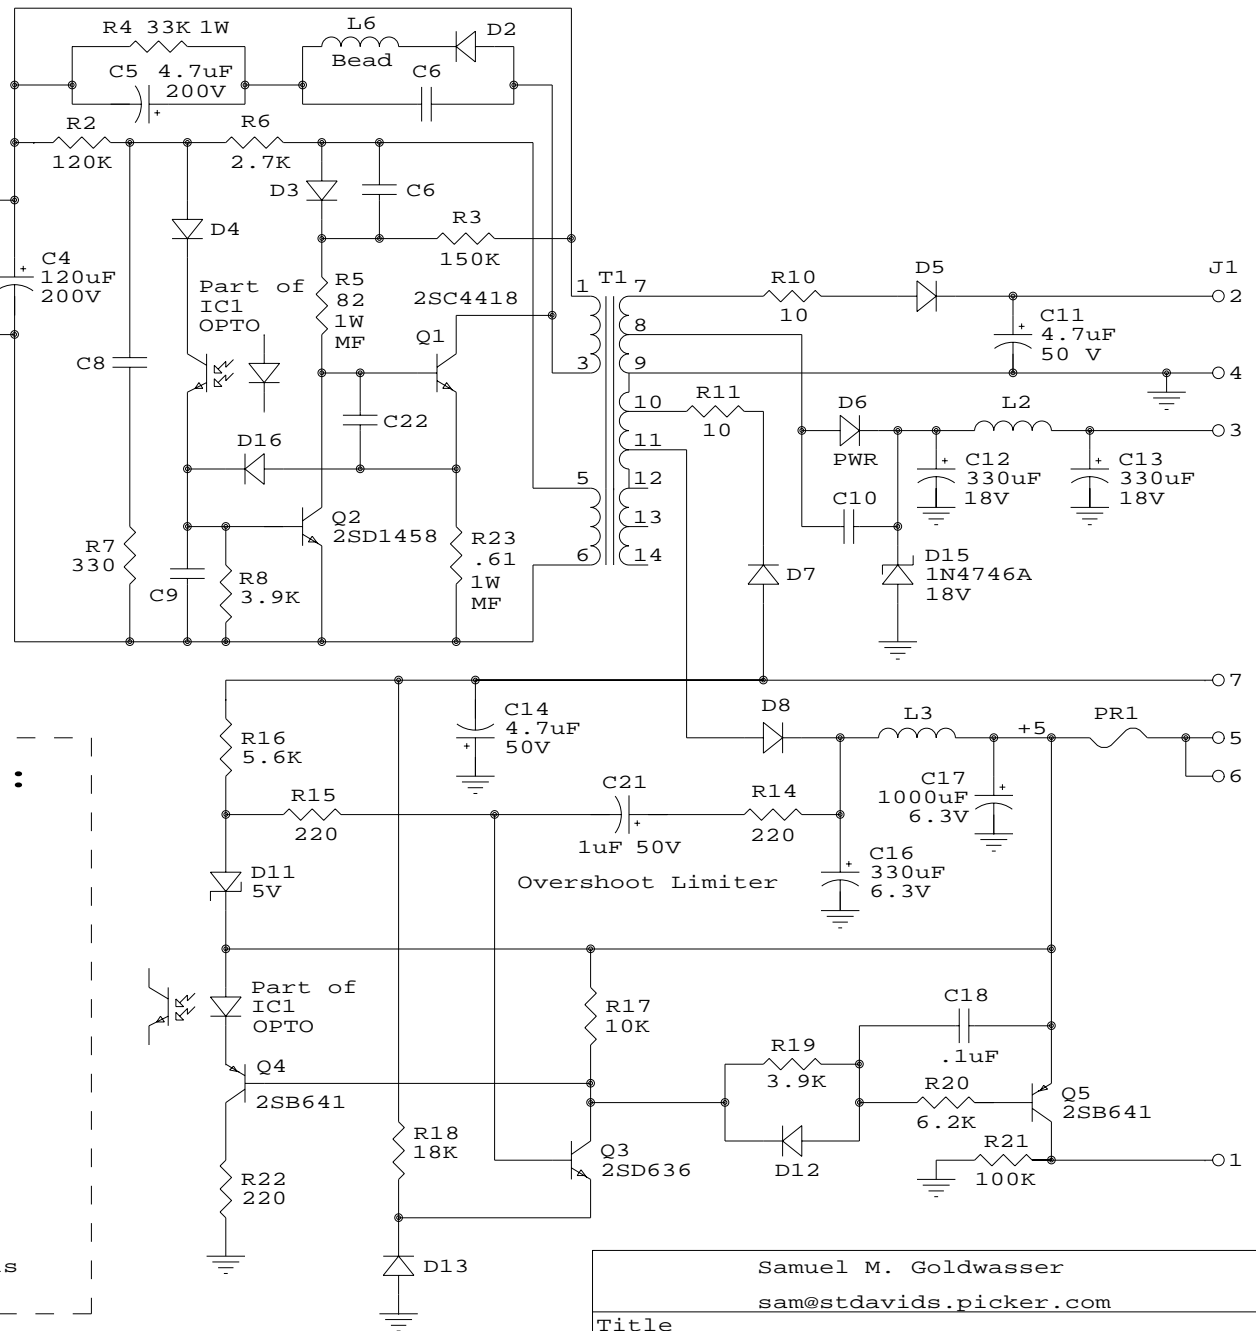 R4 33K 1W
L6
D2
Bead
C5
4.7uF
200V
+
C6
R2
120K
R6
2.7K
D3
C6
R3
150K
D4
C4
+
120uF
200V
Part of
IC1
OPTO
R5
82
1W
MF
2SC4418
Q1
T1
1
3
5
6
7
8
9
10
11
12
13
14
R10
10
D5
J1
2
C11
+
4.7uF
50 V
4
C8
R11
10
D6
PWR
L2
3
C22
D16
C12
+
330uF
18V
C13
+
330uF
18V
C10
Q2
2SD1458
R23
.61
1W
MF
R7
330
C9
R8
3.9K
D7
D15
1N4746A
18V
7
C14
4.7uF
50V
+
D8
L3
+5
PR1
5
6
R16
5.6K
:
R15
220
C21
+
1uF 50V
R14
220
C17
1000uF
6.3V
+
C16
330uF
6.3V
+
Overshoot Limiter
D11
5V
Part of
IC1
OPTO
R17
10K
C18
.1uF
R19
3.9K
R20
6.2K
Q5
2SB641
Q4
2SB641
D12
R21
100K
1
R18
18K
Q3
2SD636
R22
220
D13
s
Samuel M. Goldwasser
sam@stdavids.picker.com
Title